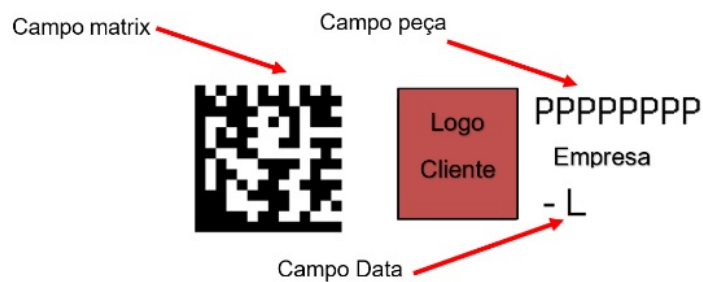 Campo matrix
Campo peça
Logo
Cliente
PPPPPPPP
Empresa
- L
Campo Data